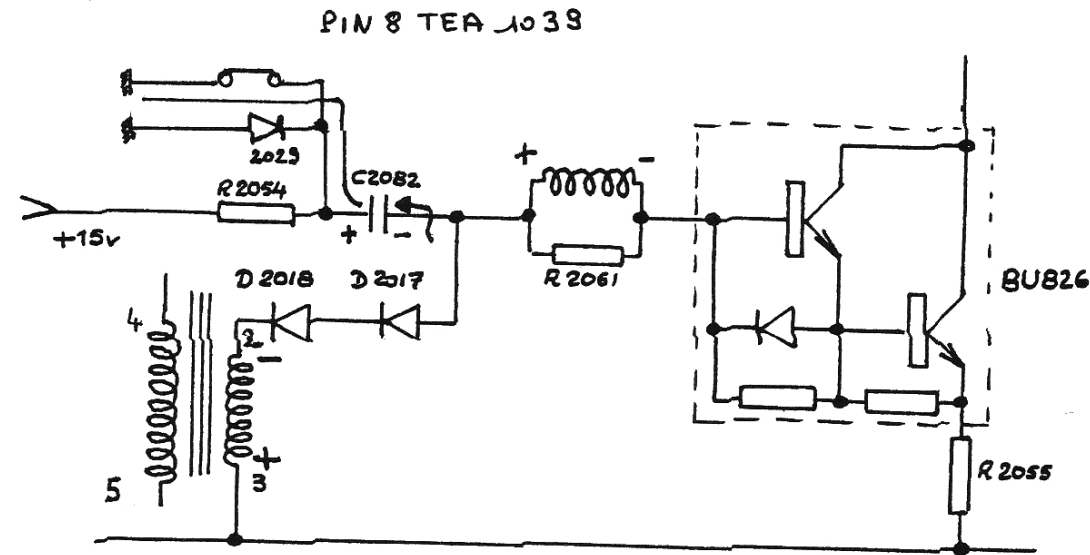 PIN 8 TEA 1039
2029
C2082
R2054
+ -
+15v
+ -
R2061
D2018 D2017
BU826
4
2
-
5
+
3
R2055